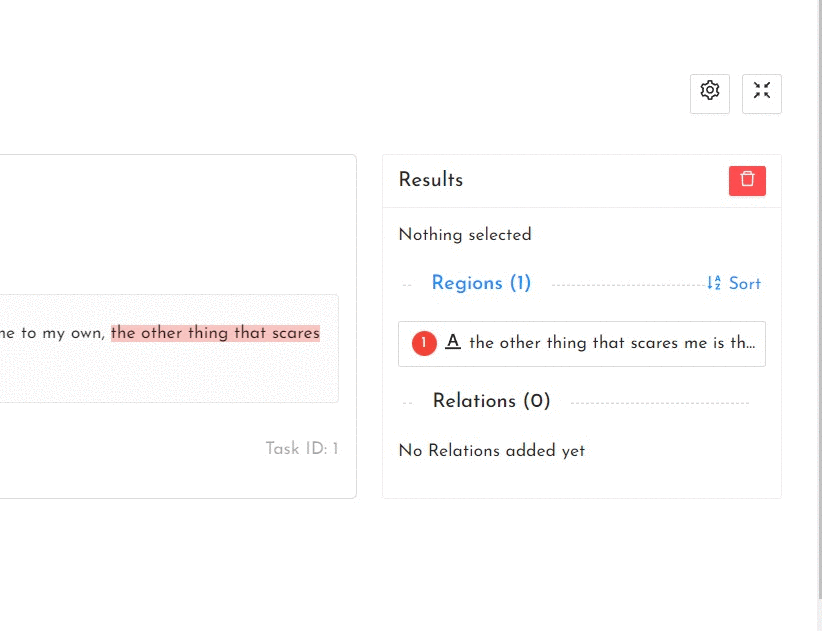 Results
Nothing selected
Regions (1)
Sort
me to my own, the other thing that scares
1 A the other thing that scares me is th...
Relations (0)
Task ID: 1
No Relations added yet